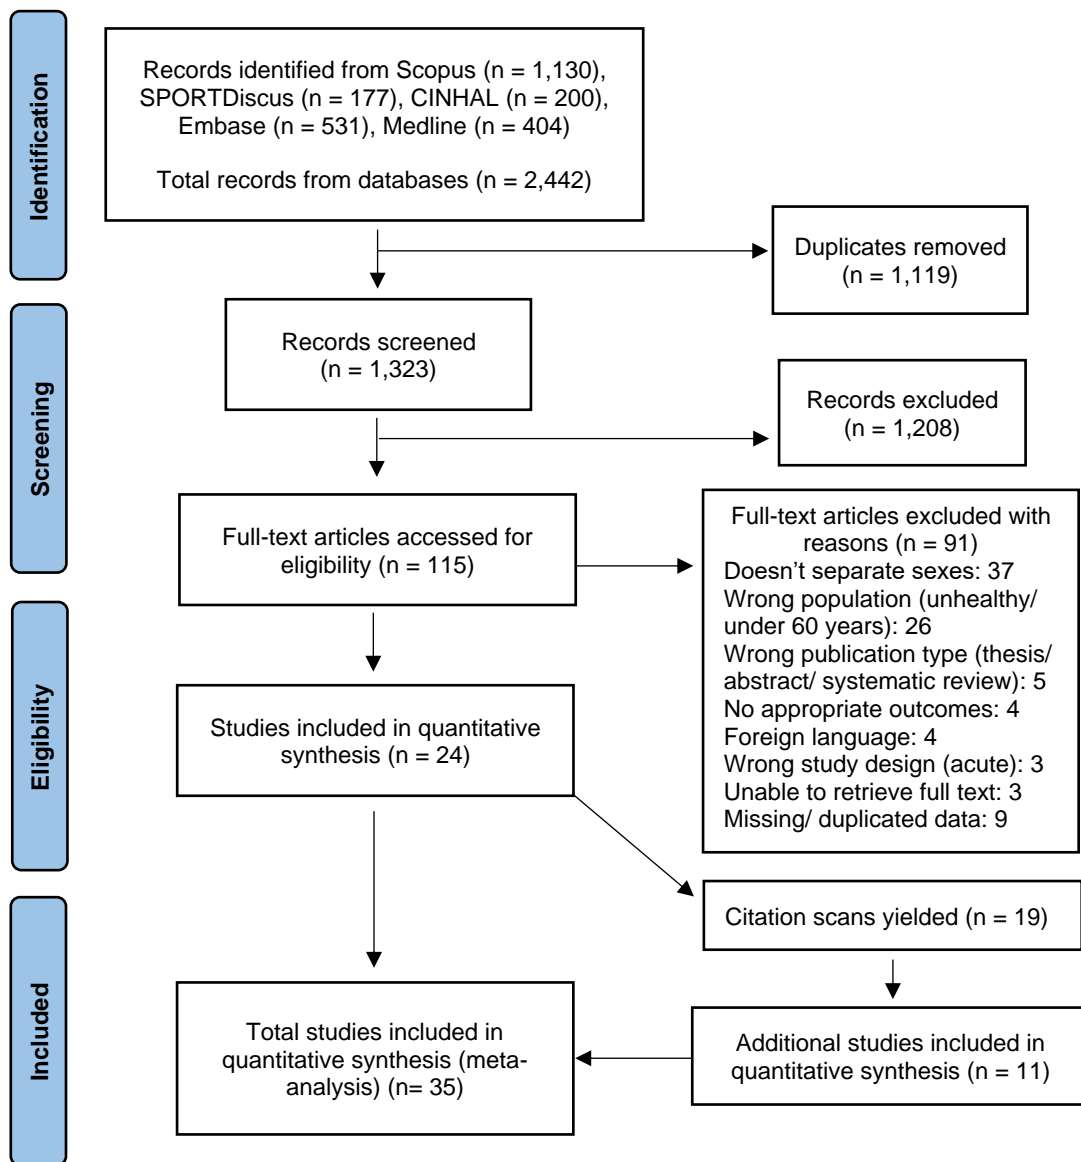 Identification
Records identified from Scopus (n = 1,130),
SPORTDiscus (n = 177), CINHAL (n = 200),
Embase (n = 531), Medline (n = 404)
Total records from databases (n = 2,442)
Duplicates removed
(n = 1,119)
Screening
Records screened
(n = 1,323)
Records excluded
(n = 1,208)
Full-text articles accessed for
eligibility (n = 115)
Full-text articles excluded with
reasons (n = 91)
Doesn't separate sexes: 37
Wrong population (unhealthy/
under 60 years): 26
Wrong publication type (thesis/
abstract/ systematic review): 5
No appropriate outcomes: 4
Foreign language: 4
Wrong study design (acute): 3
Unable to retrieve full text: 3
Missing/ duplicated data: 9
Eligibility
Studies included in quantitative
synthesis (n = 24)
Citation scans yielded (n = 19)
Included
Total studies included in
quantitative synthesis (meta-
analysis) (n= 35)
Additional studies included in
quantitative synthesis (n = 11)